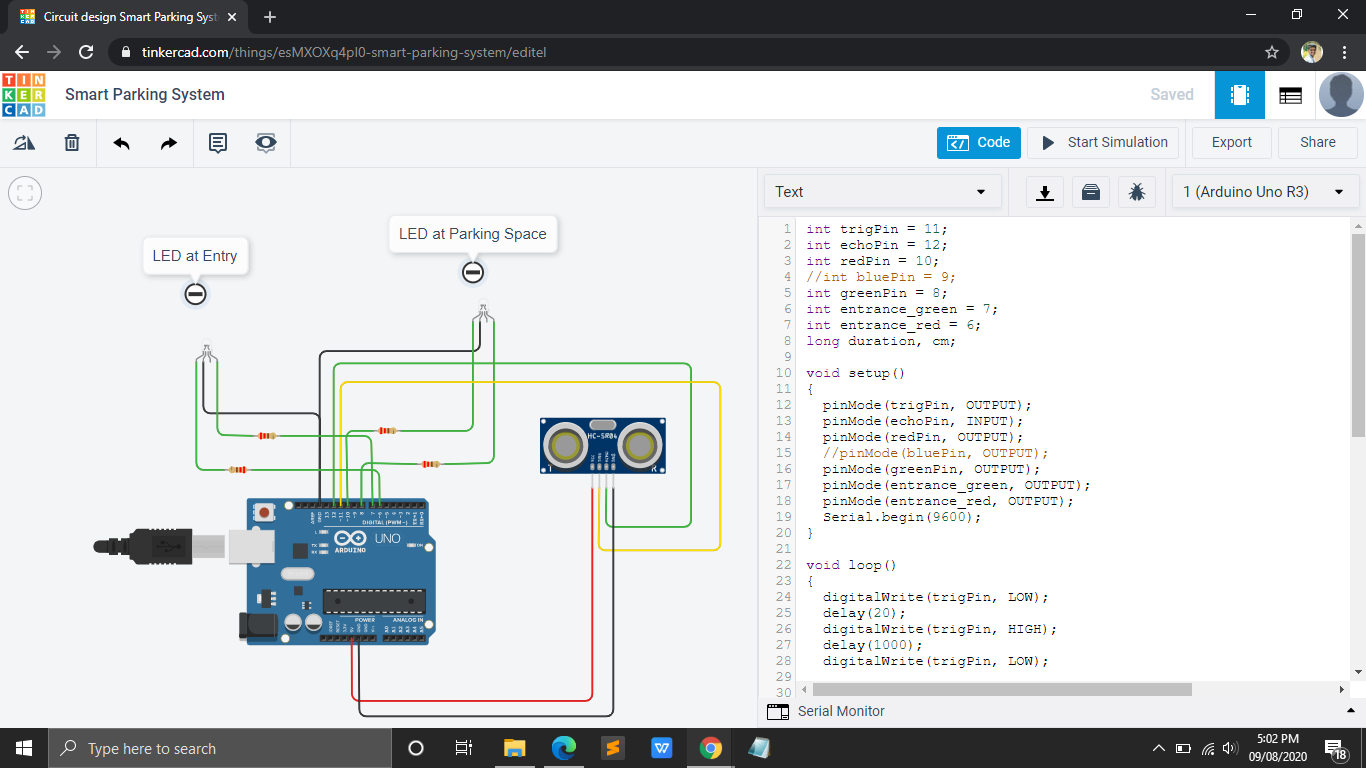 Circuit design Smart Parking Syst
tinkercad.com/things/esMXOXq4pl0-smart-parking-system/editel
TIN
KER
CAD
Smart Parking System
Saved
Code
Start Simulation
Export
Share
LED at Entry
LED at Parking Space
HC-SR04
DIGITAL (PWM~)
UNO
ARDUINO
TX
RX
ON
POWER
ANALOG IN
Text
1 (Arduino Uno R3)
1 int trigPin = 11;
2 int echoPin = 12;
3 int redPin = 10;
4 //int bluePin = 9;
5 int greenPin = 8;
6 int entrance_green = 7;
7 int entrance_red = 6;
8 long duration, cm;
9
10 void setup()
11 {
12 pinMode(trigPin, OUTPUT);
13 pinMode(echoPin, INPUT);
14 pinMode(redPin, OUTPUT);
15 //pinMode(bluePin, OUTPUT);
16 pinMode(greenPin, OUTPUT);
17 pinMode(entrance_green, OUTPUT);
18 pinMode(entrance_red, OUTPUT);
19 Serial.begin(9600);
20 }
21
22 void loop()
23 {
24 digitalWrite(trigPin, LOW);
25 delay(20);
26 digitalWrite(trigPin, HIGH);
27 delay(1000);
28 digitalWrite(trigPin, LOW);
29
30
Serial Monitor
Type here to search
5:02 PM
09/08/2020
18